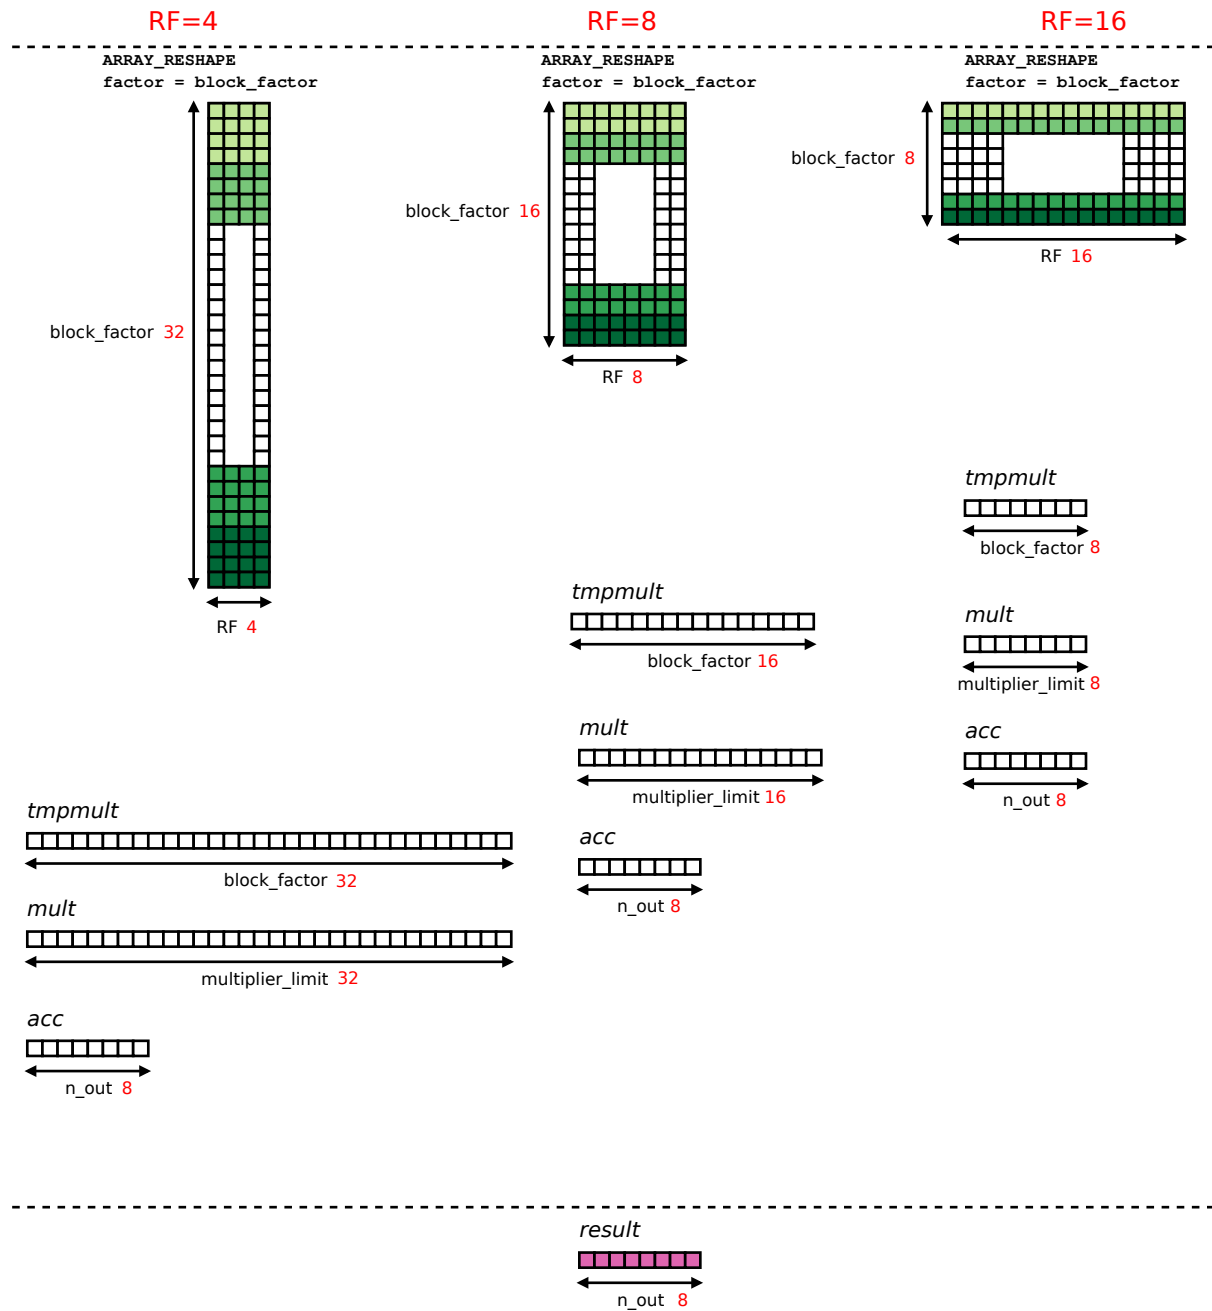 RF=4
RF=8
RF=16
ARRAY_RESHAPE
factor = block_factor
ARRAY_RESHAPE
factor = block_factor
ARRAY_RESHAPE
factor = block_factor
block_factor 8
block_factor 16
RF 16
block_factor 32
RF 8
tmpmult
block_factor 8
tmpmult
mult
RF 4
block_factor 16
multiplier_limit 8
mult
acc
multiplier_limit 16
n_out 8
tmpmult
acc
block_factor 32
mult
n_out 8
multiplier_limit 32
acc
n_out 8
result
n_out 8